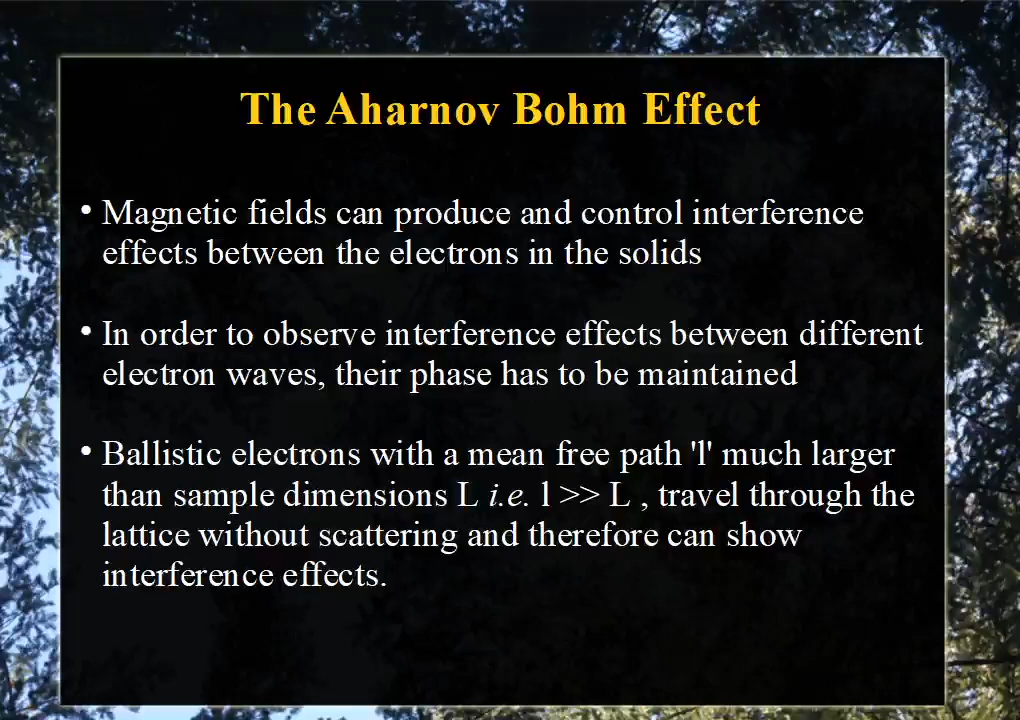 The Aharnov Bohm Effect
• Magnetic fields can produce and control interference
effects between the electrons in the solids
• In order to observe interference effects between different
electron waves, their phase has to be maintained
• Ballistic electrons with a mean free path 'l' much larger
than sample dimensions L i.e. l >> L , travel through the
lattice without scattering and therefore can show
interference effects.